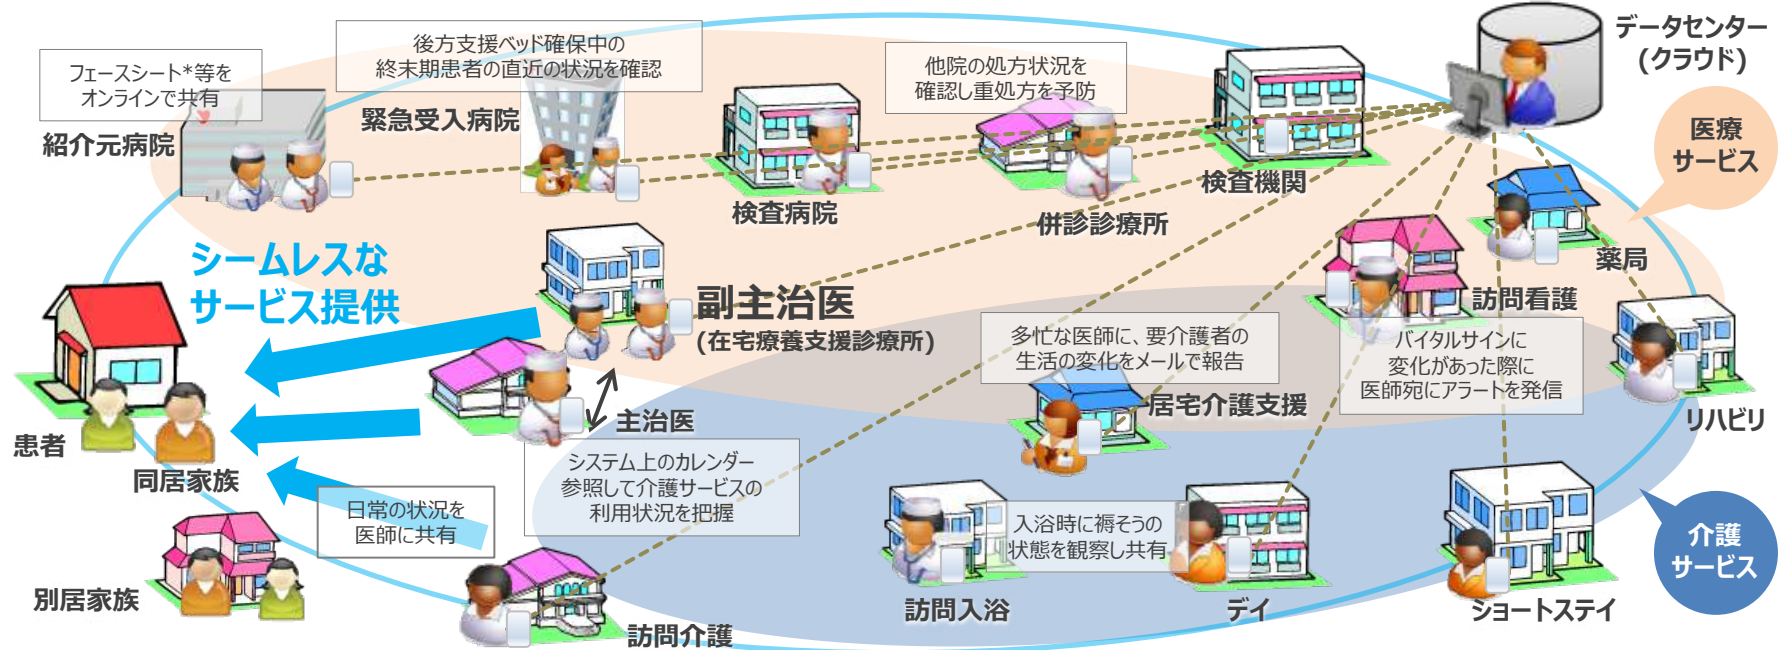 フェースシート*等を
オンラインで共有
紹介元病院
後方支援ベッド確保中の
終末期患者の直近の状況を確認
緊急受入病院
検査病院
他院の処方状況を
確認し重処方を予防
併診診療所
検査機関
データセンター
(クラウド)
医療
サービス
薬局
訪問看護
シームレスな
サービス提供
副主治医
(在宅療養支援診療所)
多忙な医師に、要介護者の
生活の変化をメールで報告
バイタルサインに
変化があった際に
医師宛にアラートを発信
居宅介護支援
リハビリ
主治医
患者
同居家族
システム上のカレンダー
参照して介護サービスの
利用状況を把握
日常の状況を
医師に共有
入浴時に褥そうの
状態を観察し共有
介護
サービス
別居家族
訪問介護
訪問入浴
デイ
ショートステイ